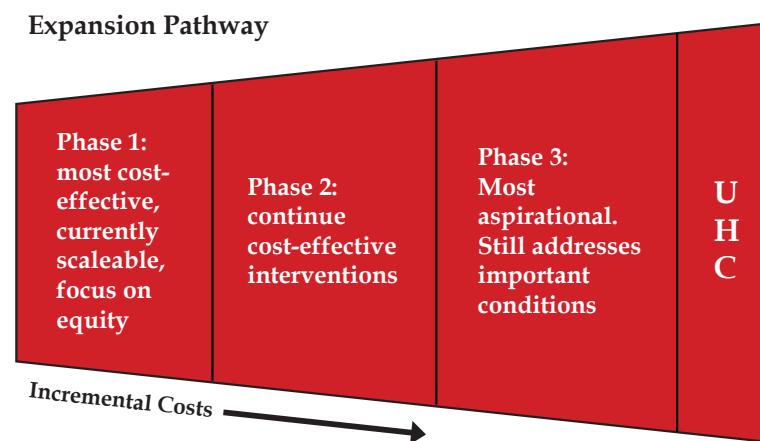 Expansion Pathway
Phase 1:
most cost-
effective,
currently
scaleable,
focus on
equity
Phase 2:
continue
cost-effective
interventions
Phase 3:
Most
aspirational.
Still addresses
important
conditions
U
H
C
Incremental Costs